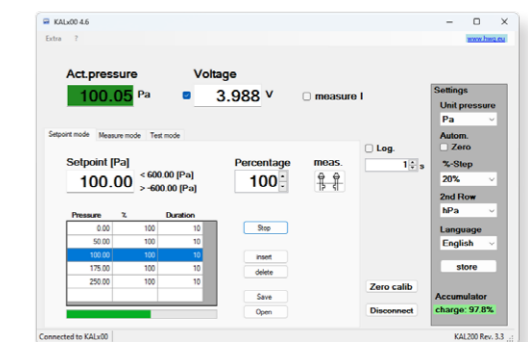 KALx00 4.6
Extra ?
www.hwg.eu
Act.pressure
Voltage
100.05 Pa
3.988 V
measure I
Setpoint mode Measure mode Test mode
Setpoint [Pa]
100.00
< 600.00 [Pa]
> -600.00 [Pa]
Percentage
100
meas.
Log.
1 s
Pressure % Duration
0.00 100 10
50.00 100 10
100.00 100 10
175.00 100 10
250.00 100 10
Stop
insert
delete
Save
Open
Zero calib
Disconnect
Settings
Unit pressure
Pa
Autom.
Zero
%-Step
20%
2nd Row
hPa
Language
English
store
Accumulator
charge: 97.8%
Connected to KALx00
KAL200 Rev. 3.3